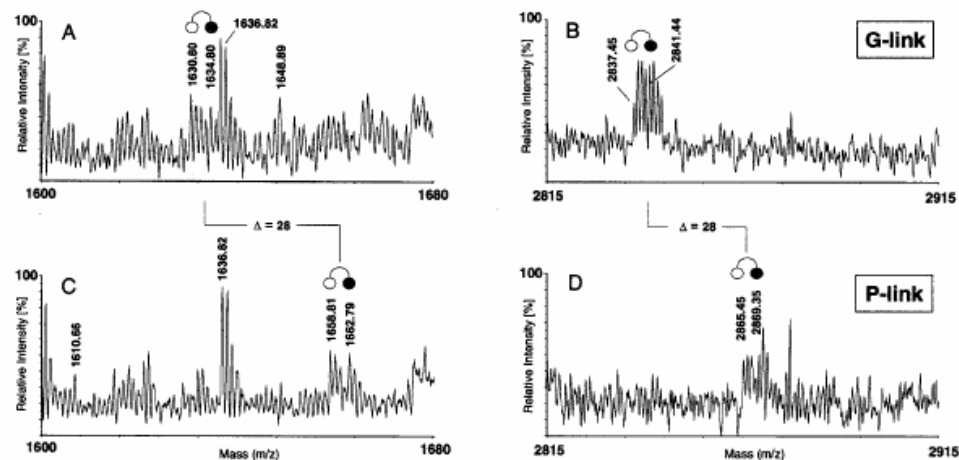 A
Relative Intensity [%]
100
1630.80
1634.80
1636.82
1648.89
1600
1680
B
G-link
Relative Intensity [%]
100
2837.45
2841.44
2815
2915
Δ = 28
Δ = 28
C
Relative Intensity [%]
100
1610.66
1636.82
1658.81
1662.79
1600
Mass (m/z)
1680
D
P-link
Relative Intensity [%]
100
2865.45
2869.35
2815
Mass (m/z)
2915